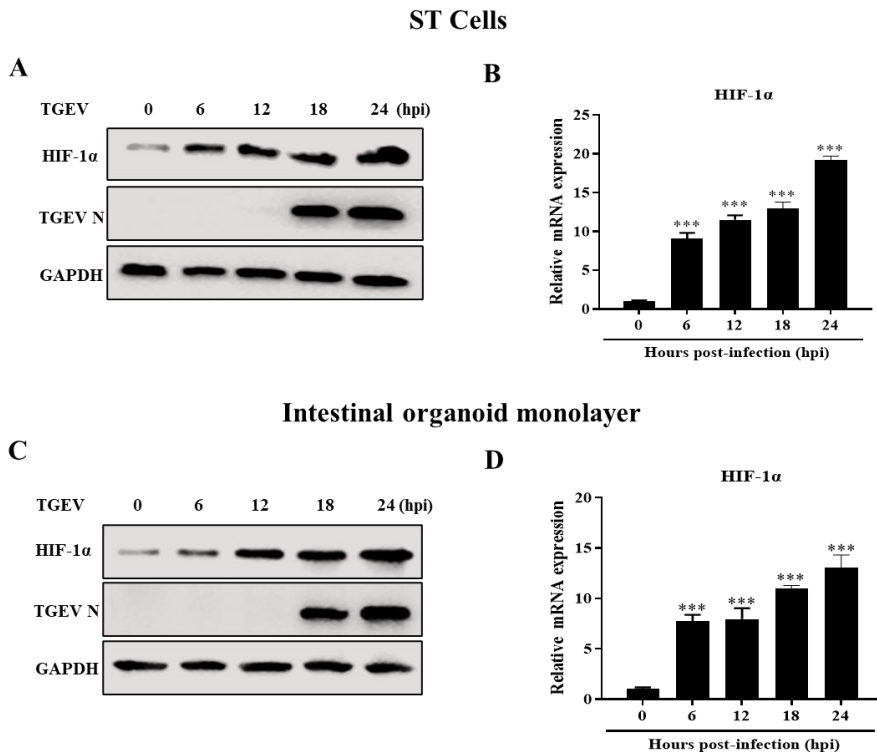 ST Cells
A
TGEV 0 6 12 18 24 (hpi)
HIF-1α
TGEV N
GAPDH
B
HIF-1α
Relative mRNA expression
25
20
15
10
5
0
***
***
***
***
0 6 12 18 24
Hours post-infection (hpi)
Intestinal organoid monolayer
C
TGEV 0 6 12 18 24 (hpi)
HIF-1α
TGEV N
GAPDH
D
HIF-1α
Relative mRNA expression
20
15
10
5
0
***
***
***
***
0 6 12 18 24
Hours post-infection (hpi)